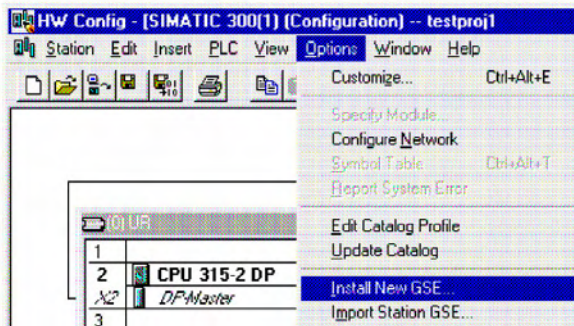 HW Config - [SIMATIC 300(1) (Configuration) -- testproj1
Station Edit Insert PLC View Options Window Help
Customize... Ctrl+Alt+E
Specify Module...
Configure Network
Symbol Table Ctrl+Alt+T
Report System Error
Edit Catalog Profile
Update Catalog
Install New GSE...
Import Station GSE...
(0) UR
1
2 CPU 315-2 DP
X2 DP-Master
3